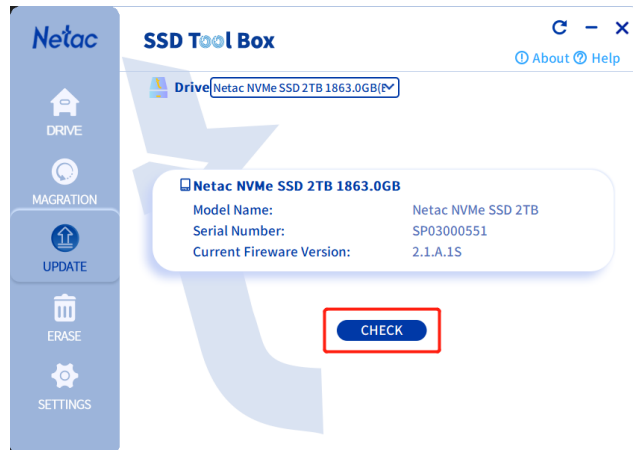 Netac
SSD Tool Box
About Help
Drive Netac NVMe SSD 2TB 1863.0GB(
DRIVE
MAGRATION
UPDATE
ERASE
SETTINGS
Netac NVMe SSD 2TB 1863.0GB
Model Name: Netac NVMe SSD 2TB
Serial Number: SP03000551
Current Fireware Version: 2.1.A.1S
CHECK